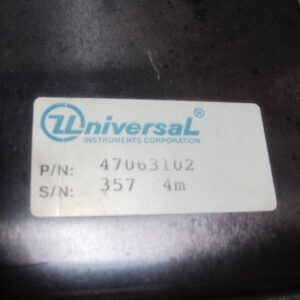 Universal®
INSTRUMENTS CORPORATION
P/N: 47063102
S/N: 357 4m